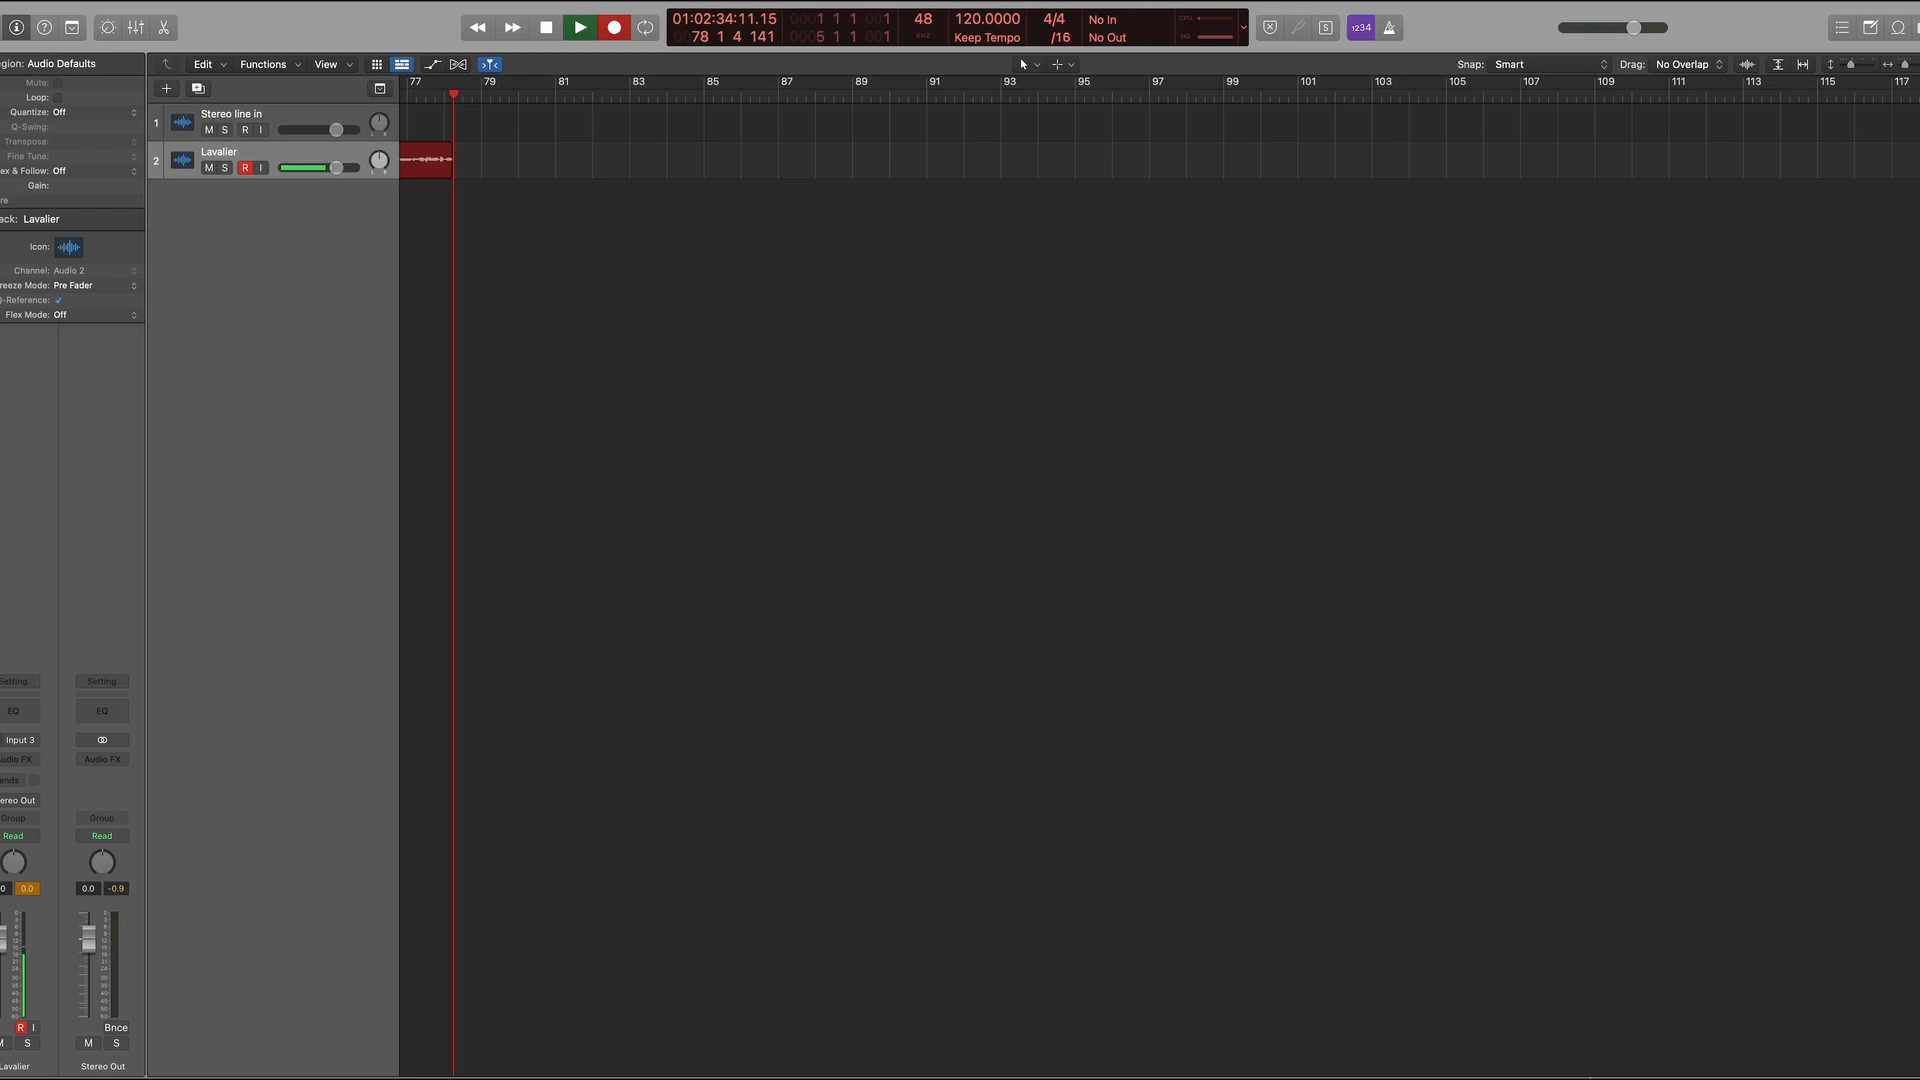 01:02:34:11.15 0001 1 1 001 48 120.0000 4/4 No In CPU
0078 1 4 141 0005 1 1 001 KHZ Keep Tempo /16 No Out HD
1234
S
egion: Audio Defaults
Edit Functions View
Snap: Smart Drag: No Overlap
Mute:
Loop:
Quantize: Off
Q-Swing:
Transpose:
Fine Tune:
ex & Follow: Off
Gain:
re
77 79 81 83 85 87 89 91 93 95 97 99 101 103 105 107 109 111 113 115 117
1 Stereo line in
M S R I
L R
2 Lavalier
M S R I
L R
ack: Lavalier
Icon:
Channel: Audio 2
reeze Mode: Pre Fader
Q-Reference:
Flex Mode: Off
Setting Setting
EQ EQ
Input 3
udio FX Audio FX
ends
ereo Out
Group Group
Read Read
0 0.0 0.0 -0.9
R I Bnce
M S M S
Lavalier Stereo Out